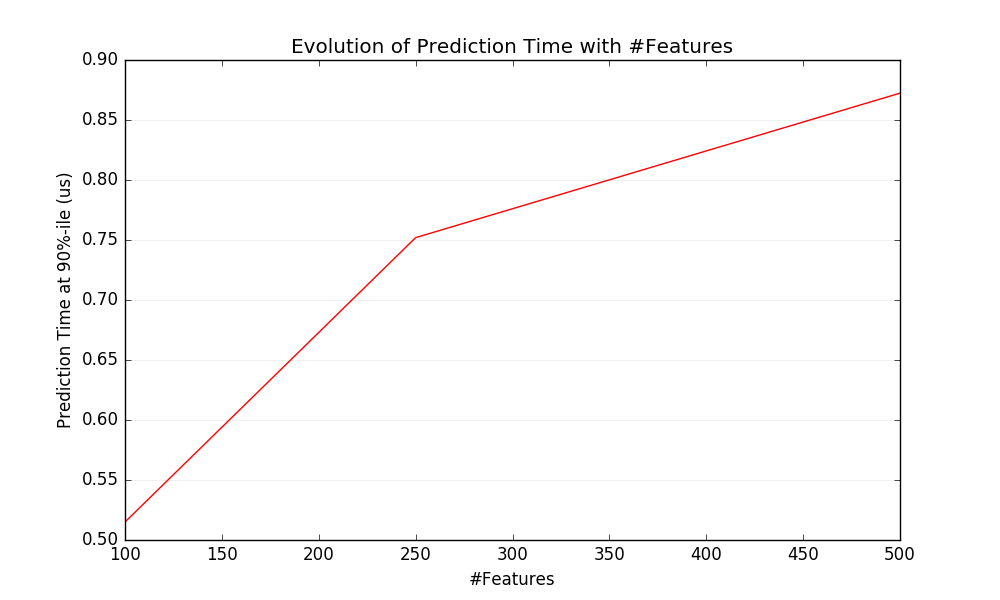 Evolution of Prediction Time with #Features
0.90
0.85
0.80
0.75
0.70
0.65
0.60
0.55
0.50
Prediction Time at 90%-ile (us)
100 150 200 250 300 350 400 450 500
#Features